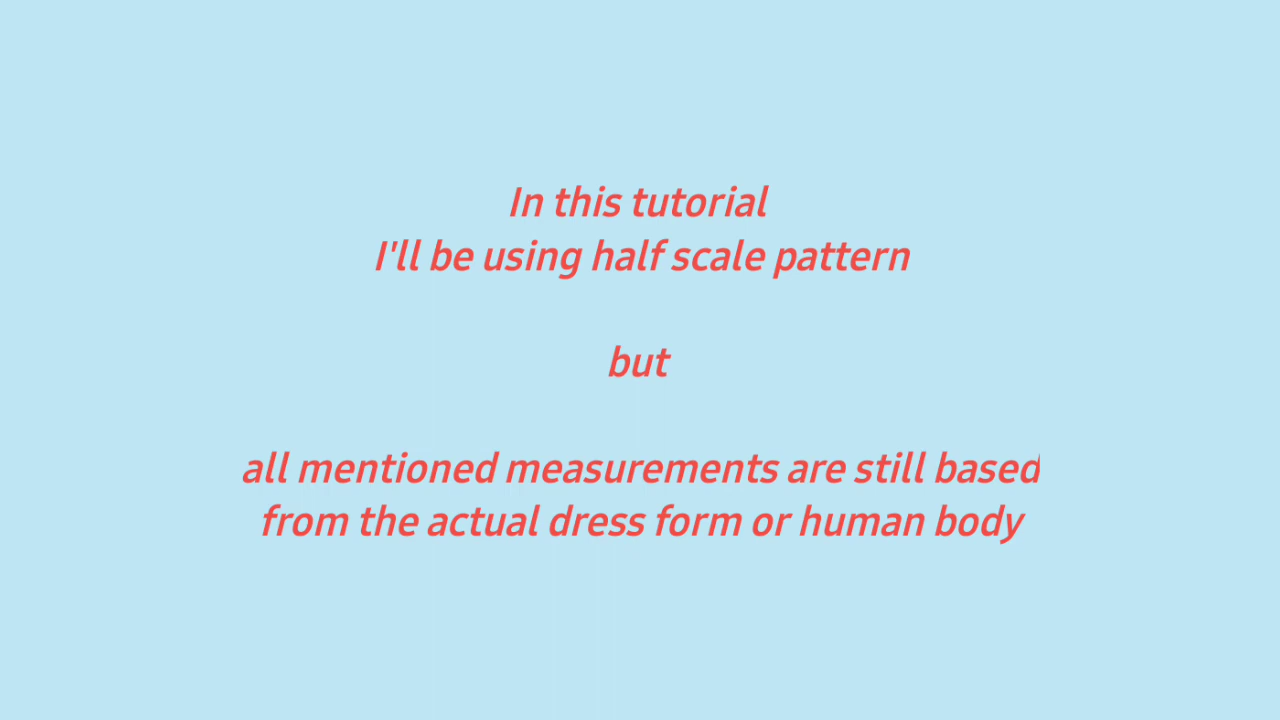 In this tutorial
I'll be using half scale pattern
but
all mentioned measurements are still based
from the actual dress form or human body